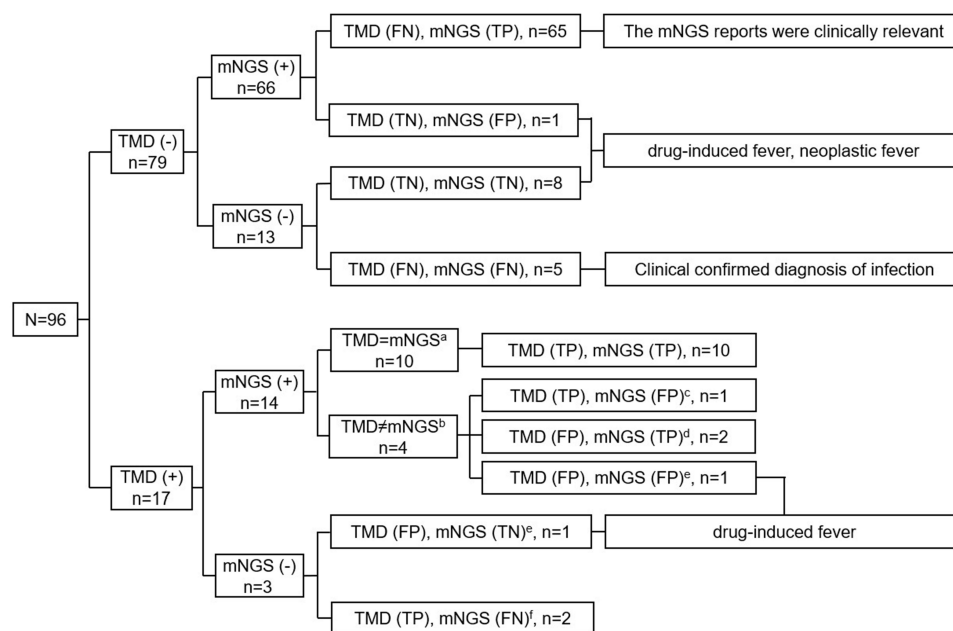 N=96
TMD (-)
n=79
mNGS (+)
n=66
TMD (FN), mNGS (TP), n=65
The mNGS reports were clinically relevant
TMD (TN), mNGS (FP), n=1
mNGS (-)
n=13
TMD (TN), mNGS (TN), n=8
drug-induced fever, neoplastic fever
TMD (FN), mNGS (FN), n=5
Clinical confirmed diagnosis of infection
TMD (+)
n=17
mNGS (+)
n=14
TMD=mNGSᵃ
n=10
TMD (TP), mNGS (TP), n=10
TMD≠mNGSᵇ
n=4
TMD (TP), mNGS (FP)ᶜ, n=1
TMD (FP), mNGS (TP)ᵈ, n=2
TMD (FP), mNGS (FP)ᵉ, n=1
mNGS (-)
n=3
TMD (FP), mNGS (TN)ᵉ, n=1
drug-induced fever
TMD (TP), mNGS (FN)ᶠ, n=2